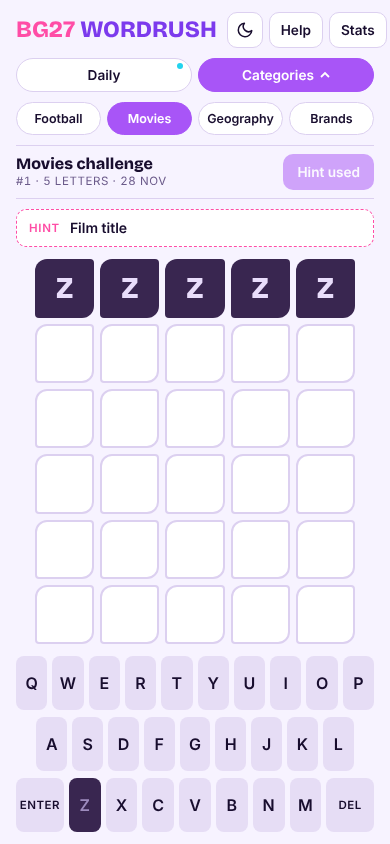 BG27 WORDRUSH
Help
Stats
Daily
Categories
Football
Movies
Geography
Brands
Movies challenge
#1 · 5 LETTERS · 28 NOV
Hint used
HINT Film title
Z Z Z Z Z
Q W E R T Y U I O P
A S D F G H J K L
ENTER Z X C V B N M DEL